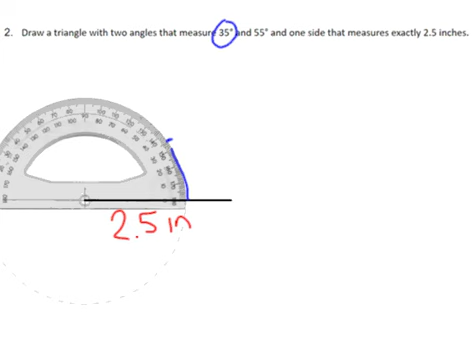 2. Draw a triangle with two angles that measure 35° and 55° and one side that measures exactly 2.5 inches.
2.5 in